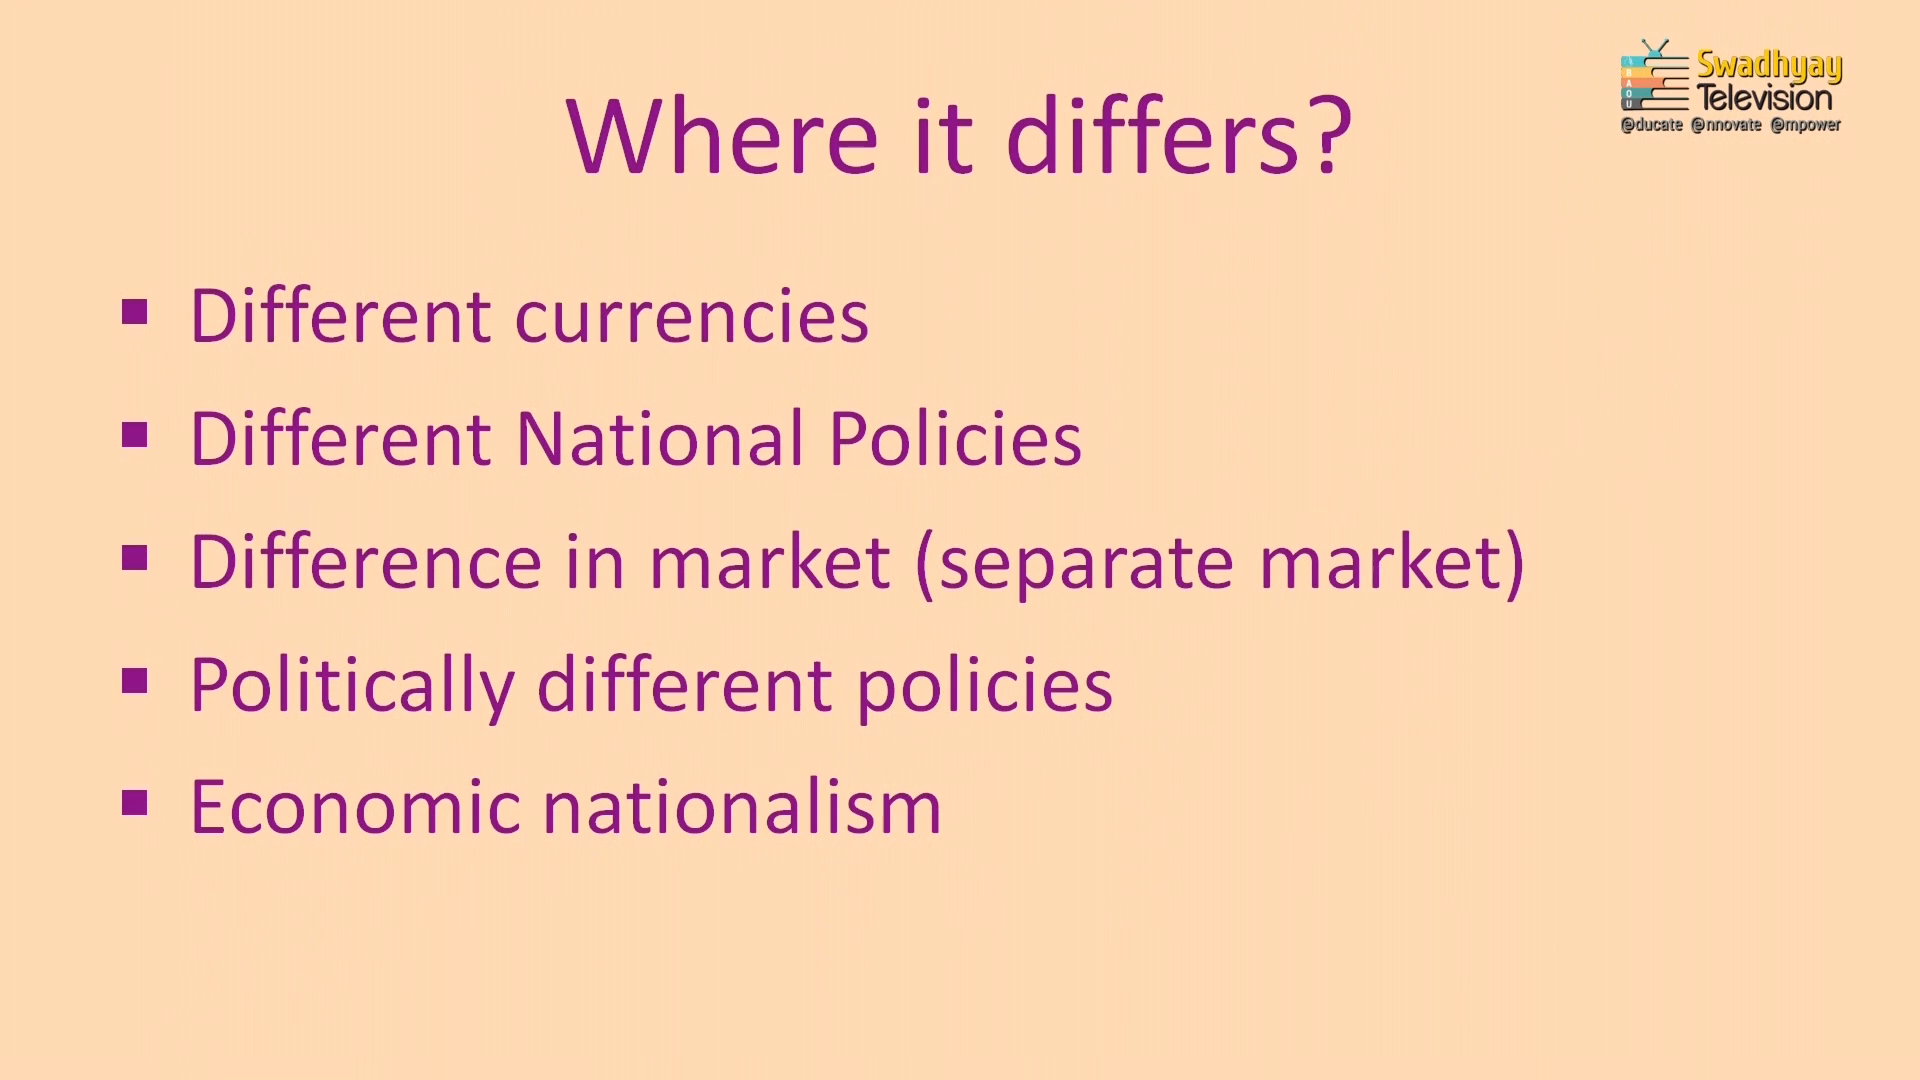 Swadhyay
Television
@ducate @nnovate @mpower
Where it differs?
▪ Different currencies
▪ Different National Policies
▪ Difference in market (separate market)
▪ Politically different policies
▪ Economic nationalism